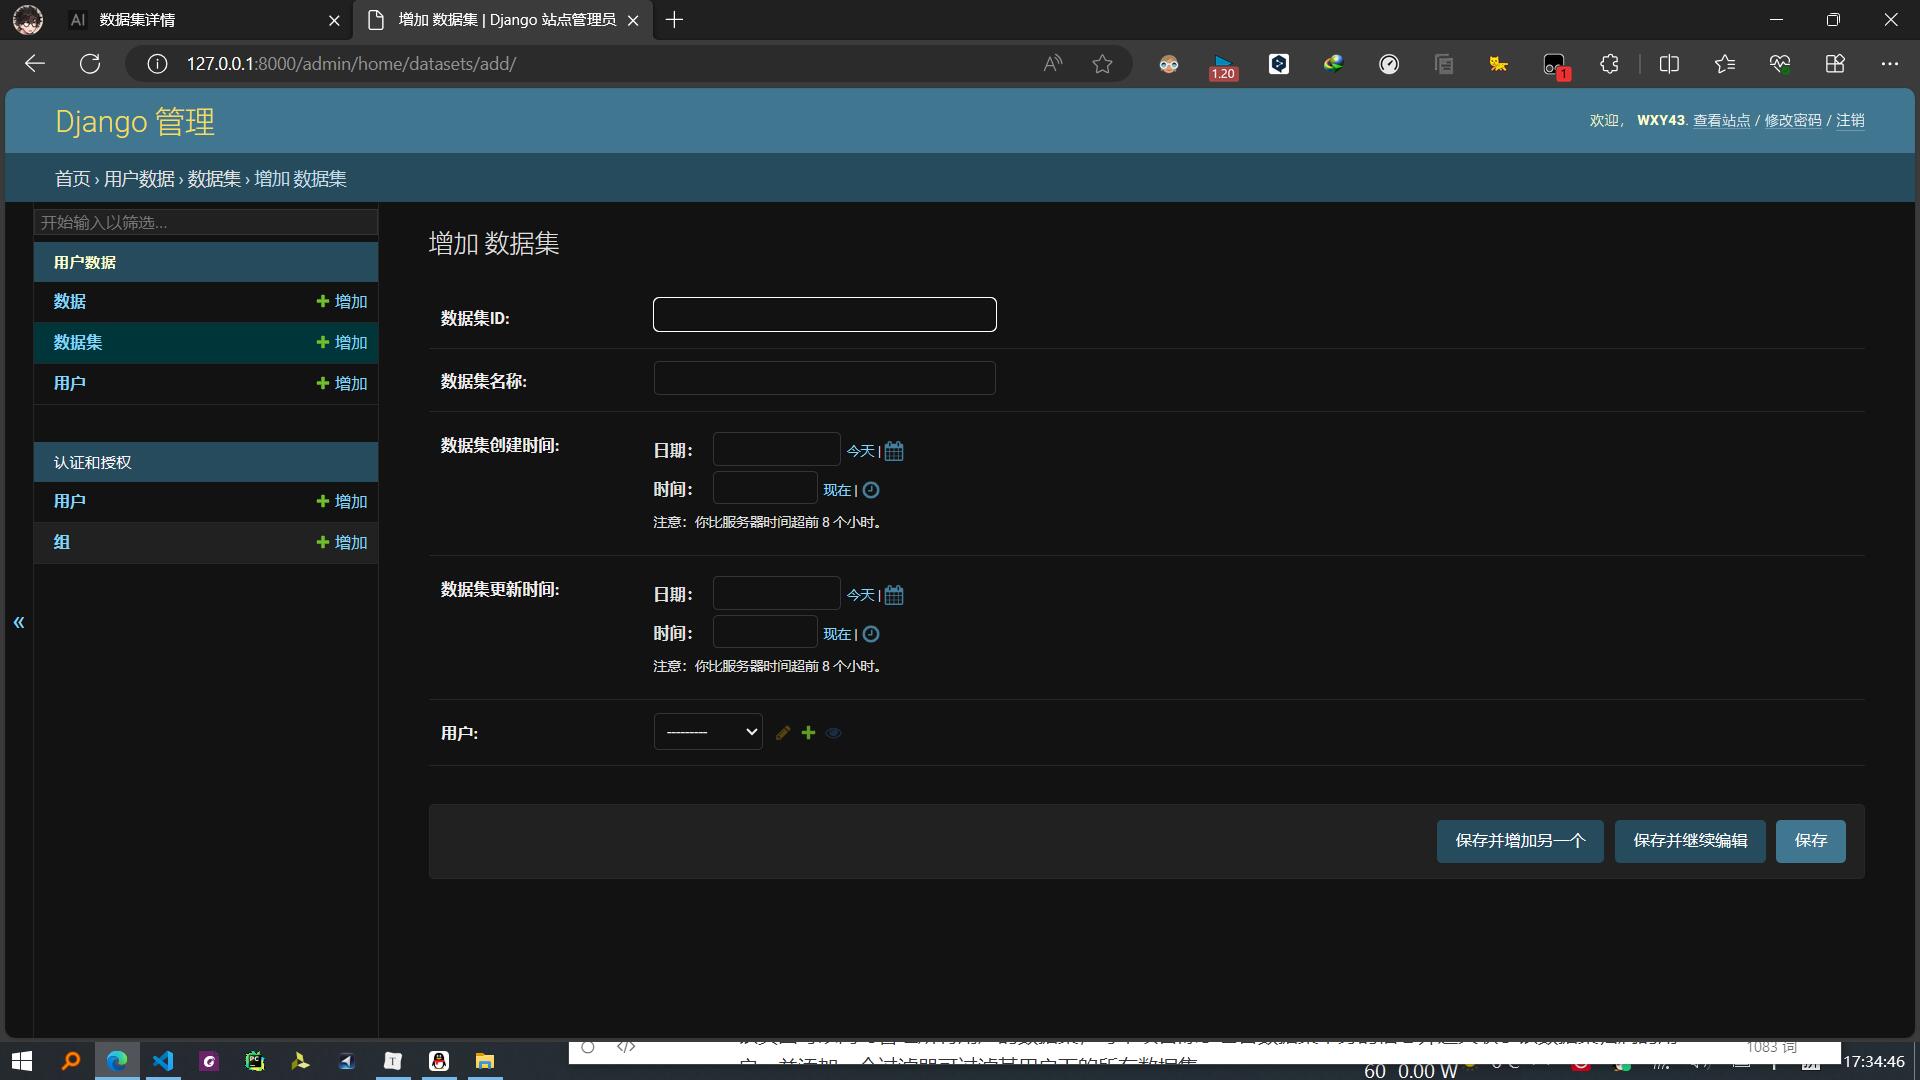 AI 数据集详情
增加 数据集 | Django 站点管理员
127.0.0.1:8000/admin/home/datasets/add/
1.20
1
Django 管理
欢迎， WXY43. 查看站点 / 修改密码 / 注销
首页 › 用户数据 › 数据集 › 增加 数据集
开始输入以筛选...
用户数据
数据 增加
数据集 增加
用户 增加
认证和授权
用户 增加
组 增加
«
增加 数据集
数据集ID:
数据集名称:
数据集创建时间:
日期： 今天 |
时间： 现在 |
注意：你比服务器时间超前 8 个小时。
数据集更新时间:
日期： 今天 |
时间： 现在 |
注意：你比服务器时间超前 8 个小时。
用户: ---------
保存并增加另一个 保存并继续编辑 保存
</> 1083 词
60 0.00 W
17:34:46